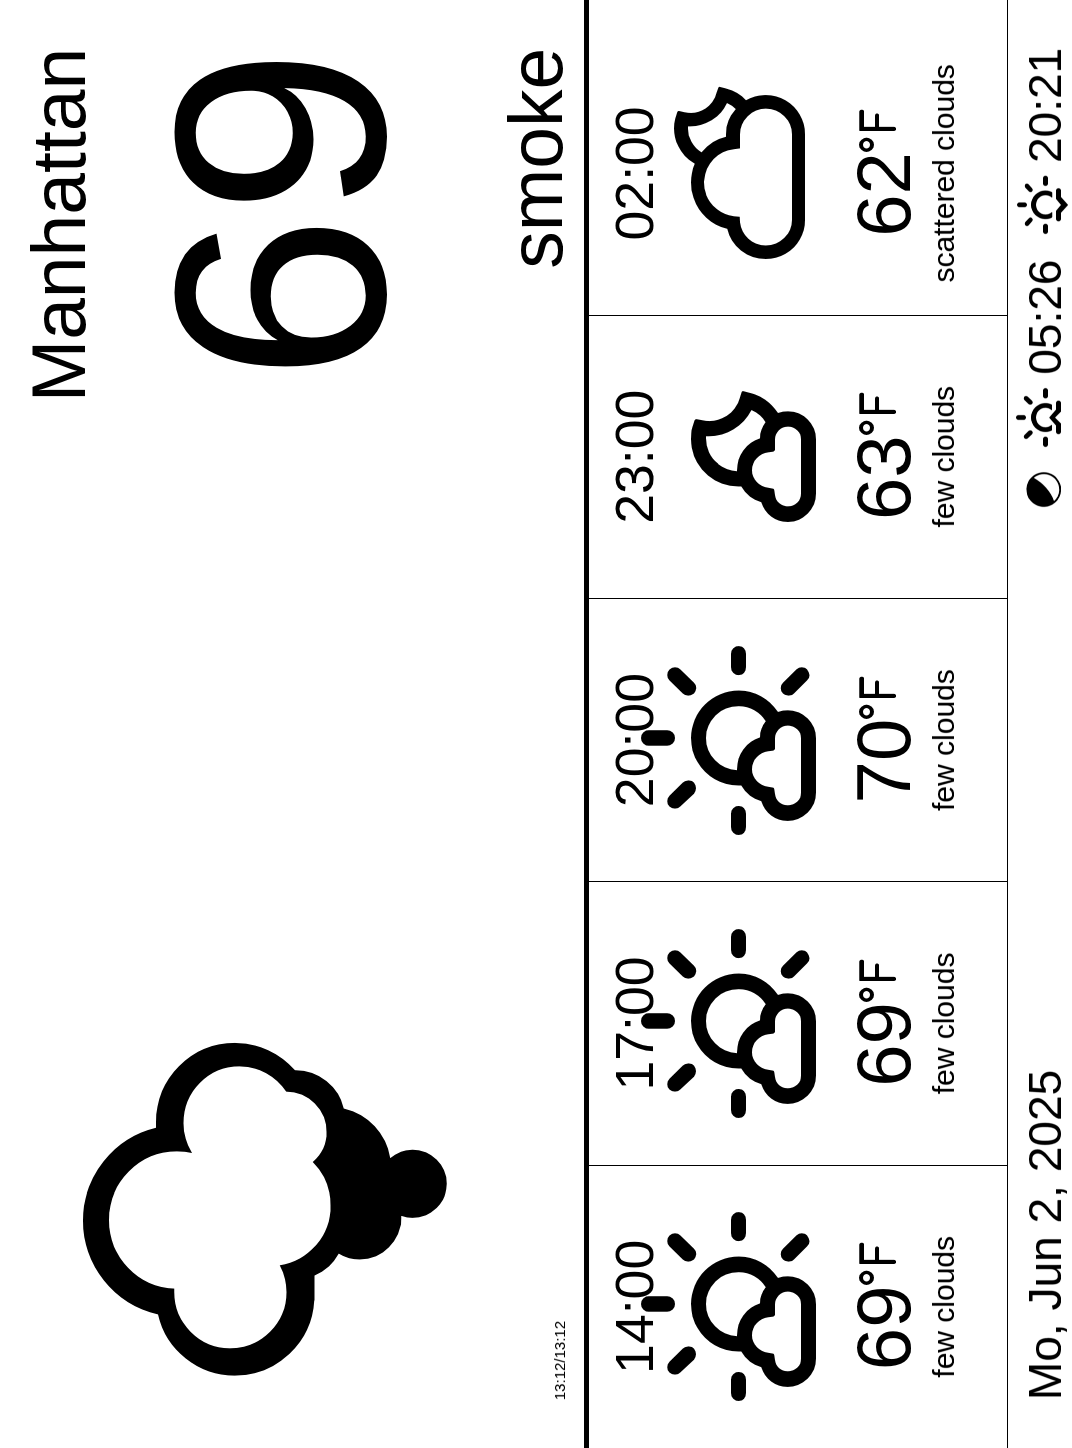 Manhattan
69
13:12/13:12 smoke
14:00 17:00 20:00 23:00 02:00
69°F 69°F 70°F 63°F 62°F
few clouds few clouds few clouds few clouds scattered clouds
Mo, Jun 2, 2025 05:26 20:21